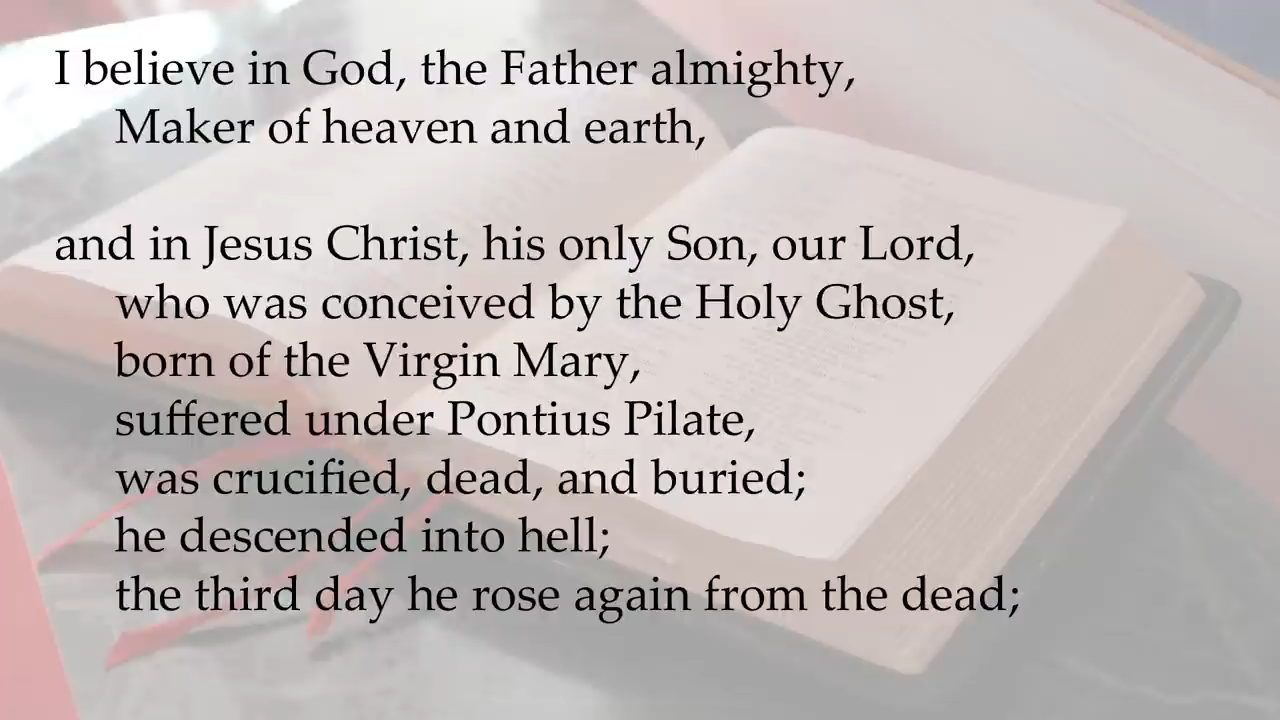 I believe in God, the Father almighty,
Maker of heaven and earth,
and in Jesus Christ, his only Son, our Lord,
who was conceived by the Holy Ghost,
born of the Virgin Mary,
suffered under Pontius Pilate,
was crucified, dead, and buried;
he descended into hell;
the third day he rose again from the dead;